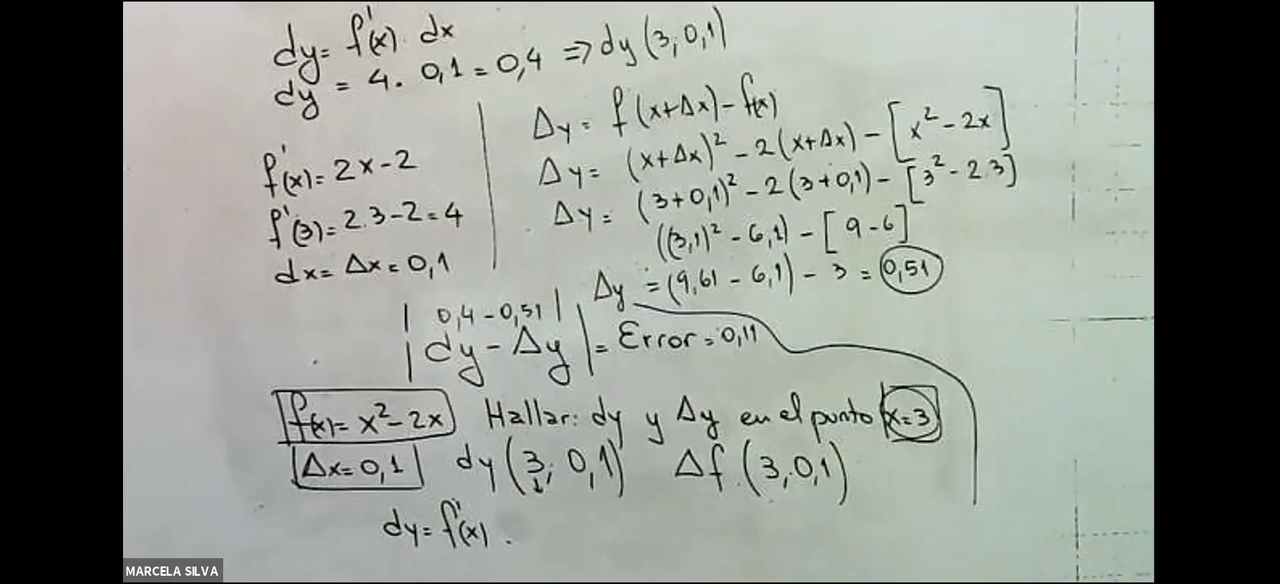 dy = f'(x) . dx
dy = 4 . 0,1 = 0,4 ⇒ dy (3; 0,1)
f'(x) = 2x - 2
f'(3) = 2.3 - 2 = 4
dx = Δx = 0,1
Δy = f(x+Δx) - f(x)
Δy = (x+Δx)² - 2(x+Δx) - [x² - 2x]
Δy = (3+0,1)² - 2(3+0,1) - [3² - 2.3]
((3,1)² - 6,2) - [9 - 6]
Δy = (9,61 - 6,1) - 3 = 0,51
| 0,4 - 0,51 |
| dy - Δy | = Error = 0,11
f(x) = x² - 2x Hallar: dy y Δy en el punto x=3
Δx = 0,1 dy (3; 0,1) Δf (3, 0,1)
dy = f'(x) .
MARCELA SILVA